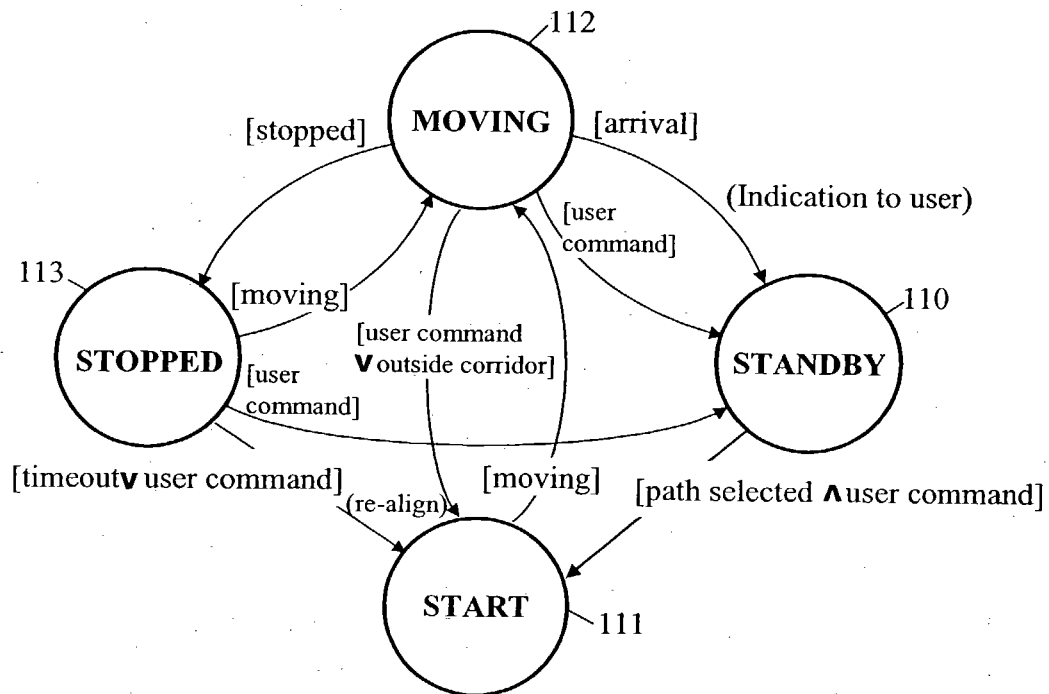 112
MOVING
[stopped]
[arrival]
(Indication to user)
[user
command]
113
[moving]
110
STOPPED
[user command
∨ outside corridor]
STANDBY
[user
command]
[timeout∨ user command]
[moving]
[path selected ∧ user command]
(re-align)
START
111